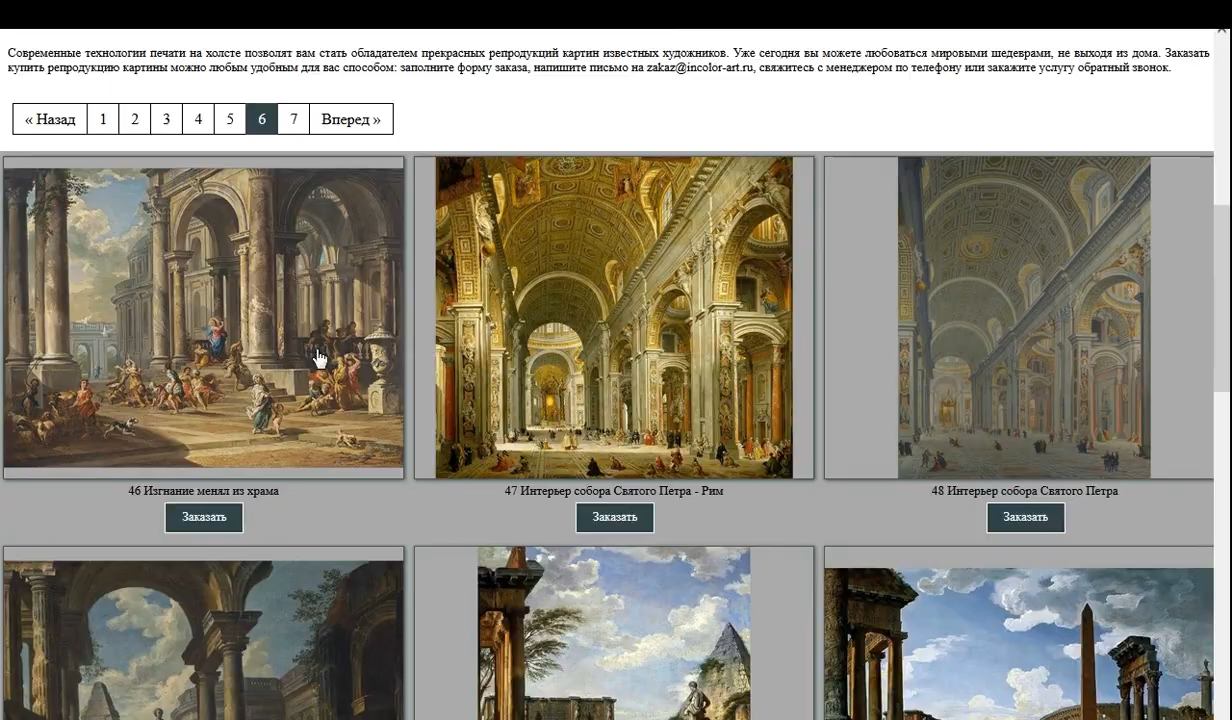 Современные технологии печати на холсте позволят вам стать обладателем прекрасных репродукций картин известных художников. Уже сегодня вы можете любоваться мировыми шедеврами, не выходя из дома. Заказать
купить репродукцию картины можно любым удобным для вас способом: заполните форму заказа, напишите письмо на zakaz@incolor-art.ru, свяжитесь с менеджером по телефону или закажите услугу обратный звонок.
« Назад 1 2 3 4 5 6 7 Вперед »
46 Изгнание менял из храма 47 Интерьер собора Святого Петра - Рим 48 Интерьер собора Святого Петра
Заказать Заказать Заказать